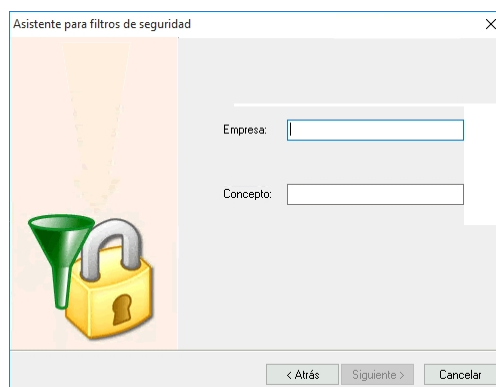 Asistente para filtros de seguridad
Empresa:
Concepto:
< Atrás Siguiente > Cancelar